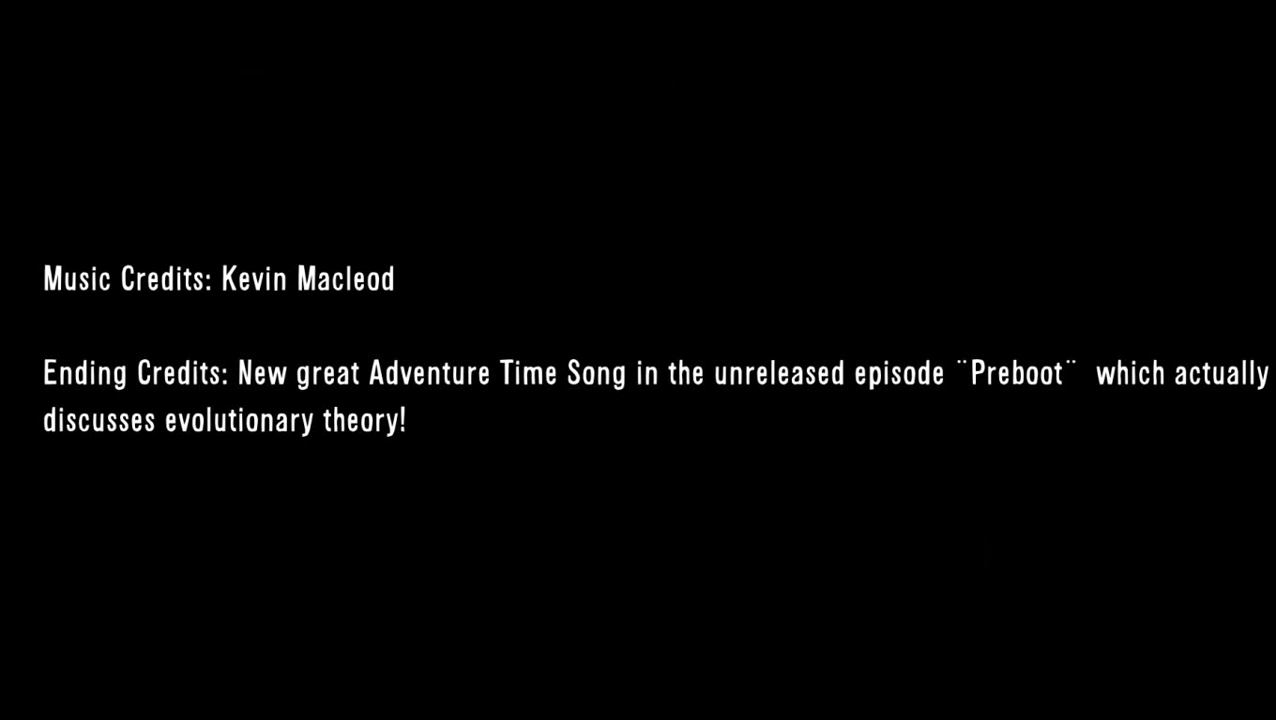 Music Credits: Kevin Macleod
Ending Credits: New great Adventure Time Song in the unreleased episode ¨Preboot¨ which actually
discusses evolutionary theory!